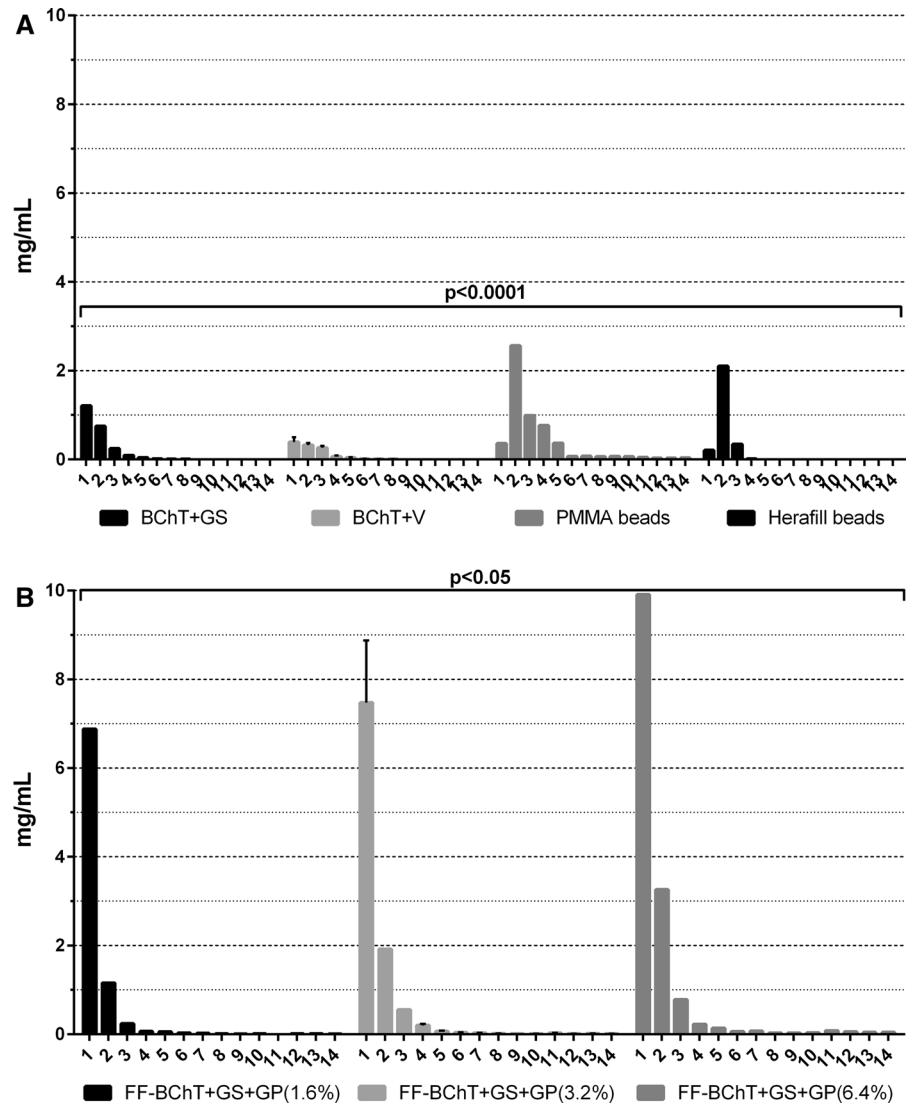 A
10
8
6
4
2
0
mg/mL
p<0.0001
1 2 3 4 5 6 7 8 9 10 11 12 13 14 1 2 3 4 5 6 7 8 9 10 11 12 13 14 1 2 3 4 5 6 7 8 9 10 11 12 13 14 1 2 3 4 5 6 7 8 9 10 11 12 13 14
BChT+GS BChT+V PMMA beads Herafill beads
B
p<0.05
10
8
6
4
2
0
mg/mL
1 2 3 4 5 6 7 8 9 10 11 12 13 14 1 2 3 4 5 6 7 8 9 10 11 12 13 14 1 2 3 4 5 6 7 8 9 10 11 12 13 14
FF-BChT+GS+GP(1.6%) FF-BChT+GS+GP(3.2%) FF-BChT+GS+GP(6.4%)